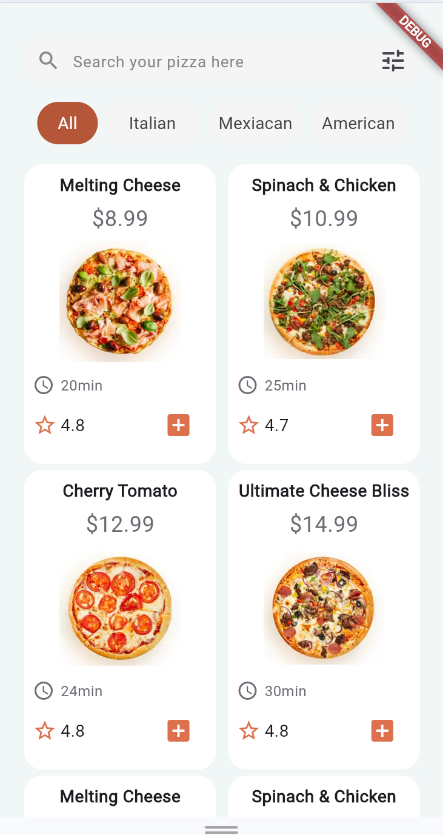 DEBUG
Search your pizza here
All Italian Mexiacan American
Melting Cheese
$8.99
20min
4.8
Spinach & Chicken
$10.99
25min
4.7
Cherry Tomato
$12.99
24min
4.8
Ultimate Cheese Bliss
$14.99
30min
4.8
Melting Cheese
Spinach & Chicken